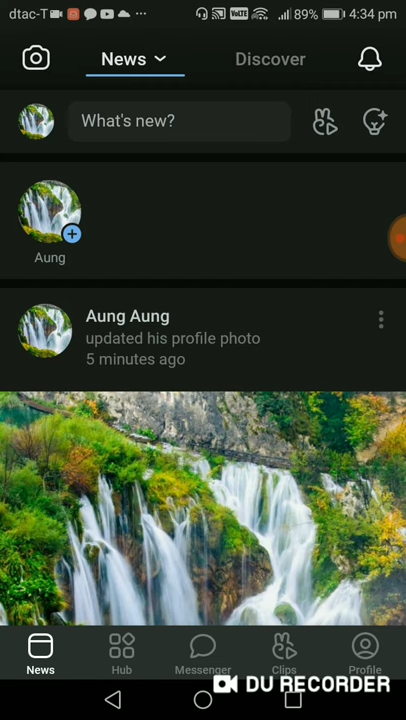 dtac-T ... VoLTE 89% 4:34 pm
News Discover
What's new?
Aung
Aung Aung
updated his profile photo
5 minutes ago
News Hub Messenger Clips Profile
DU RECORDER